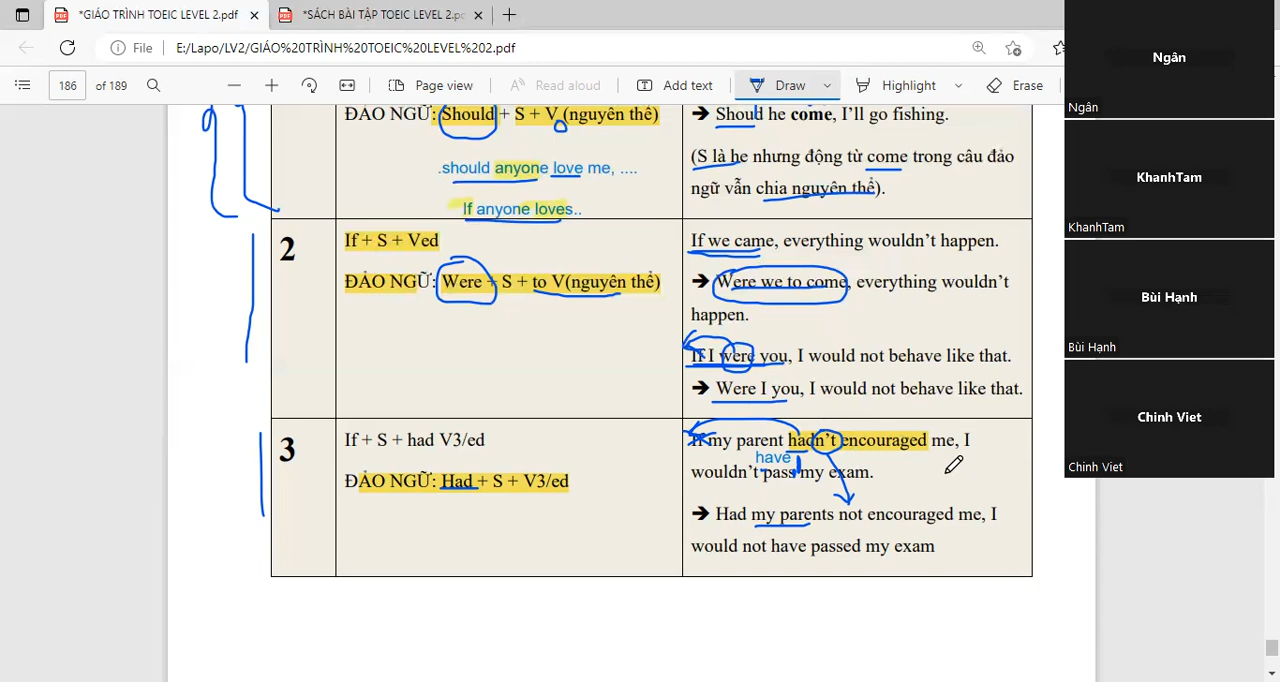 *GIÁO TRÌNH TOEIC LEVEL 2.pdf
*SÁCH BÀI TẬP TOEIC LEVEL 2.pd
File
E:/Lapo/LV2/GIÁO%20TRÌNH%20TOEIC%20LEVEL%202.pdf
186 of 189
Page view
Read aloud
Add text
Draw
Highlight
Erase
ĐẢO NGỮ: Should + S + V (nguyên thể)
.should anyone love me, ....
If anyone loves..
➔ Shoud he come, I'll go fishing.
(S là he nhưng động từ come trong câu đảo
ngữ vẫn chia nguyên thể).
2
If + S + Ved
ĐẢO NGỮ: Were + S + to V(nguyên thể)
If we came, everything wouldn't happen.
➔ Were we to come, everything wouldn't
happen.
If I were you, I would not behave like that.
➔ Were I you, I would not behave like that.
3
If + S + had V3/ed
ĐẢO NGỮ: Had + S + V3/ed
If my parent hadn't encouraged me, I
have
wouldn't pass my exam.
➔ Had my parents not encouraged me, I
would not have passed my exam
Ngân
Ngân
KhanhTam
KhanhTam
Bùi Hạnh
Bùi Hạnh
Chinh Viet
Chinh Viet